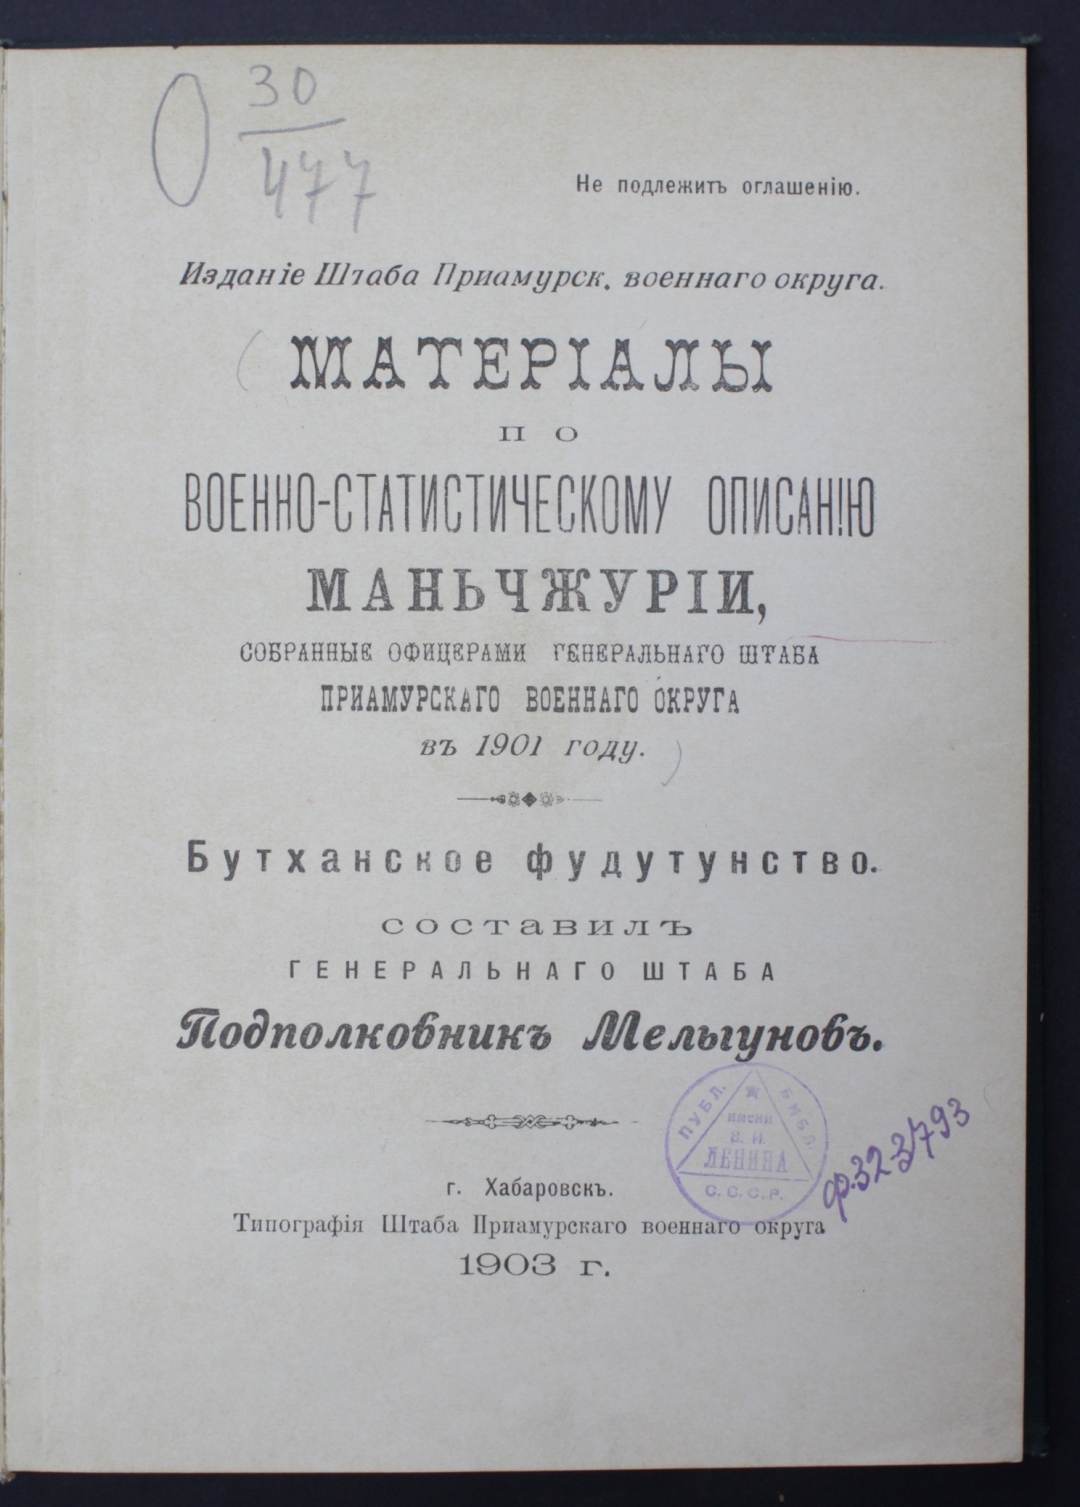 О 30
477
Не подлежитъ оглашенію.
Изданіе Штаба Приамурск. военнаго округа.
МАТЕРІАЛЫ
ПО
ВОЕННО-СТАТИСТИЧЕСКОМУ ОПИСАНІЮ
МАНЬЧЖУРІИ,
СОБРАННЫЕ ОФИЦЕРАМИ ГЕНЕРАЛЬНАГО ШТАБА
ПРИАМУРСКАГО ВОЕННАГО ОКРУГА
въ 1901 году.
Бутханское фудутунство.
составилъ
ГЕНЕРАЛЬНАГО ШТАБА
Подполковникъ Мельгуновъ.
ПУБЛ. БИБЛ.
имени
В. И.
ЛЕНИНА
С.С.С.Р.
ф.32-3/793
г. Хабаровскъ.
Типографія Штаба Приамурскаго военнаго округа
1903 г.